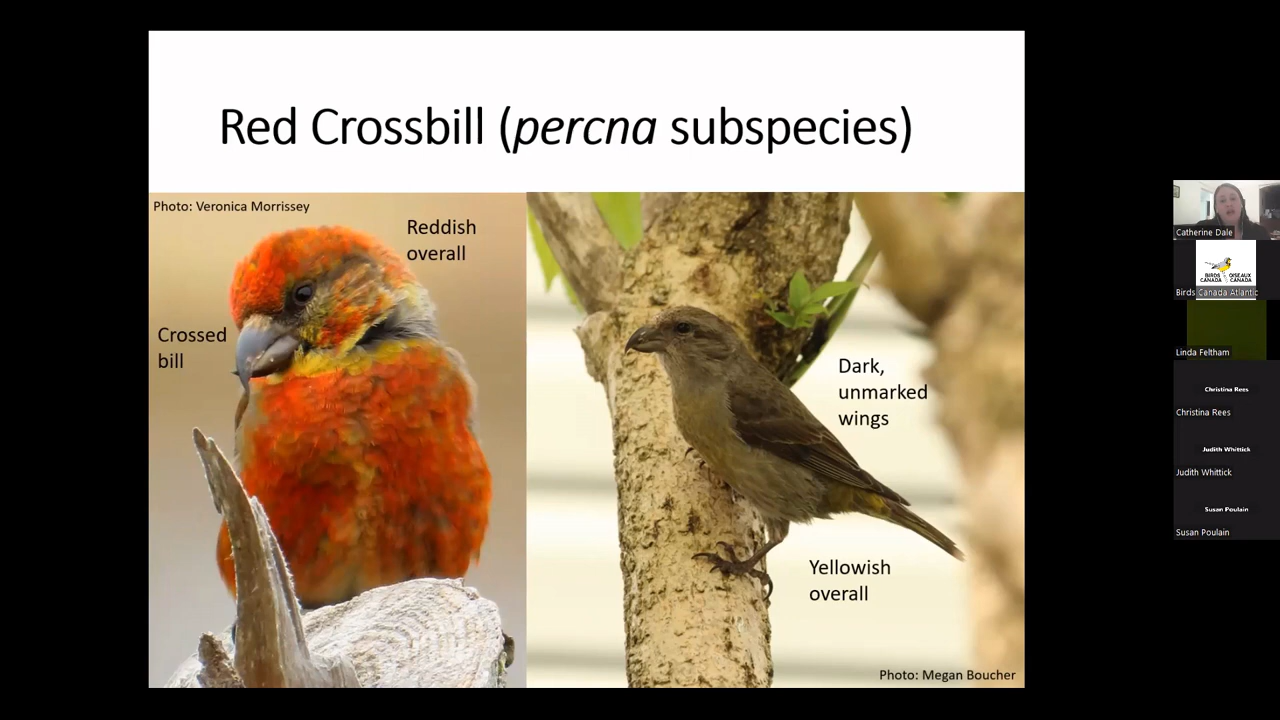 Red Crossbill (percna subspecies)
Photo: Veronica Morrissey
Reddish
overall
Crossed
bill
Dark,
unmarked
wings
Yellowish
overall
Photo: Megan Boucher
Catherine Dale
BIRDS OISEAUX
CANADA CANADA
Birds Canada Atlantic
Linda Feltham
Christina Rees
Christina Rees
Judith Whittick
Judith Whittick
Susan Poulain
Susan Poulain